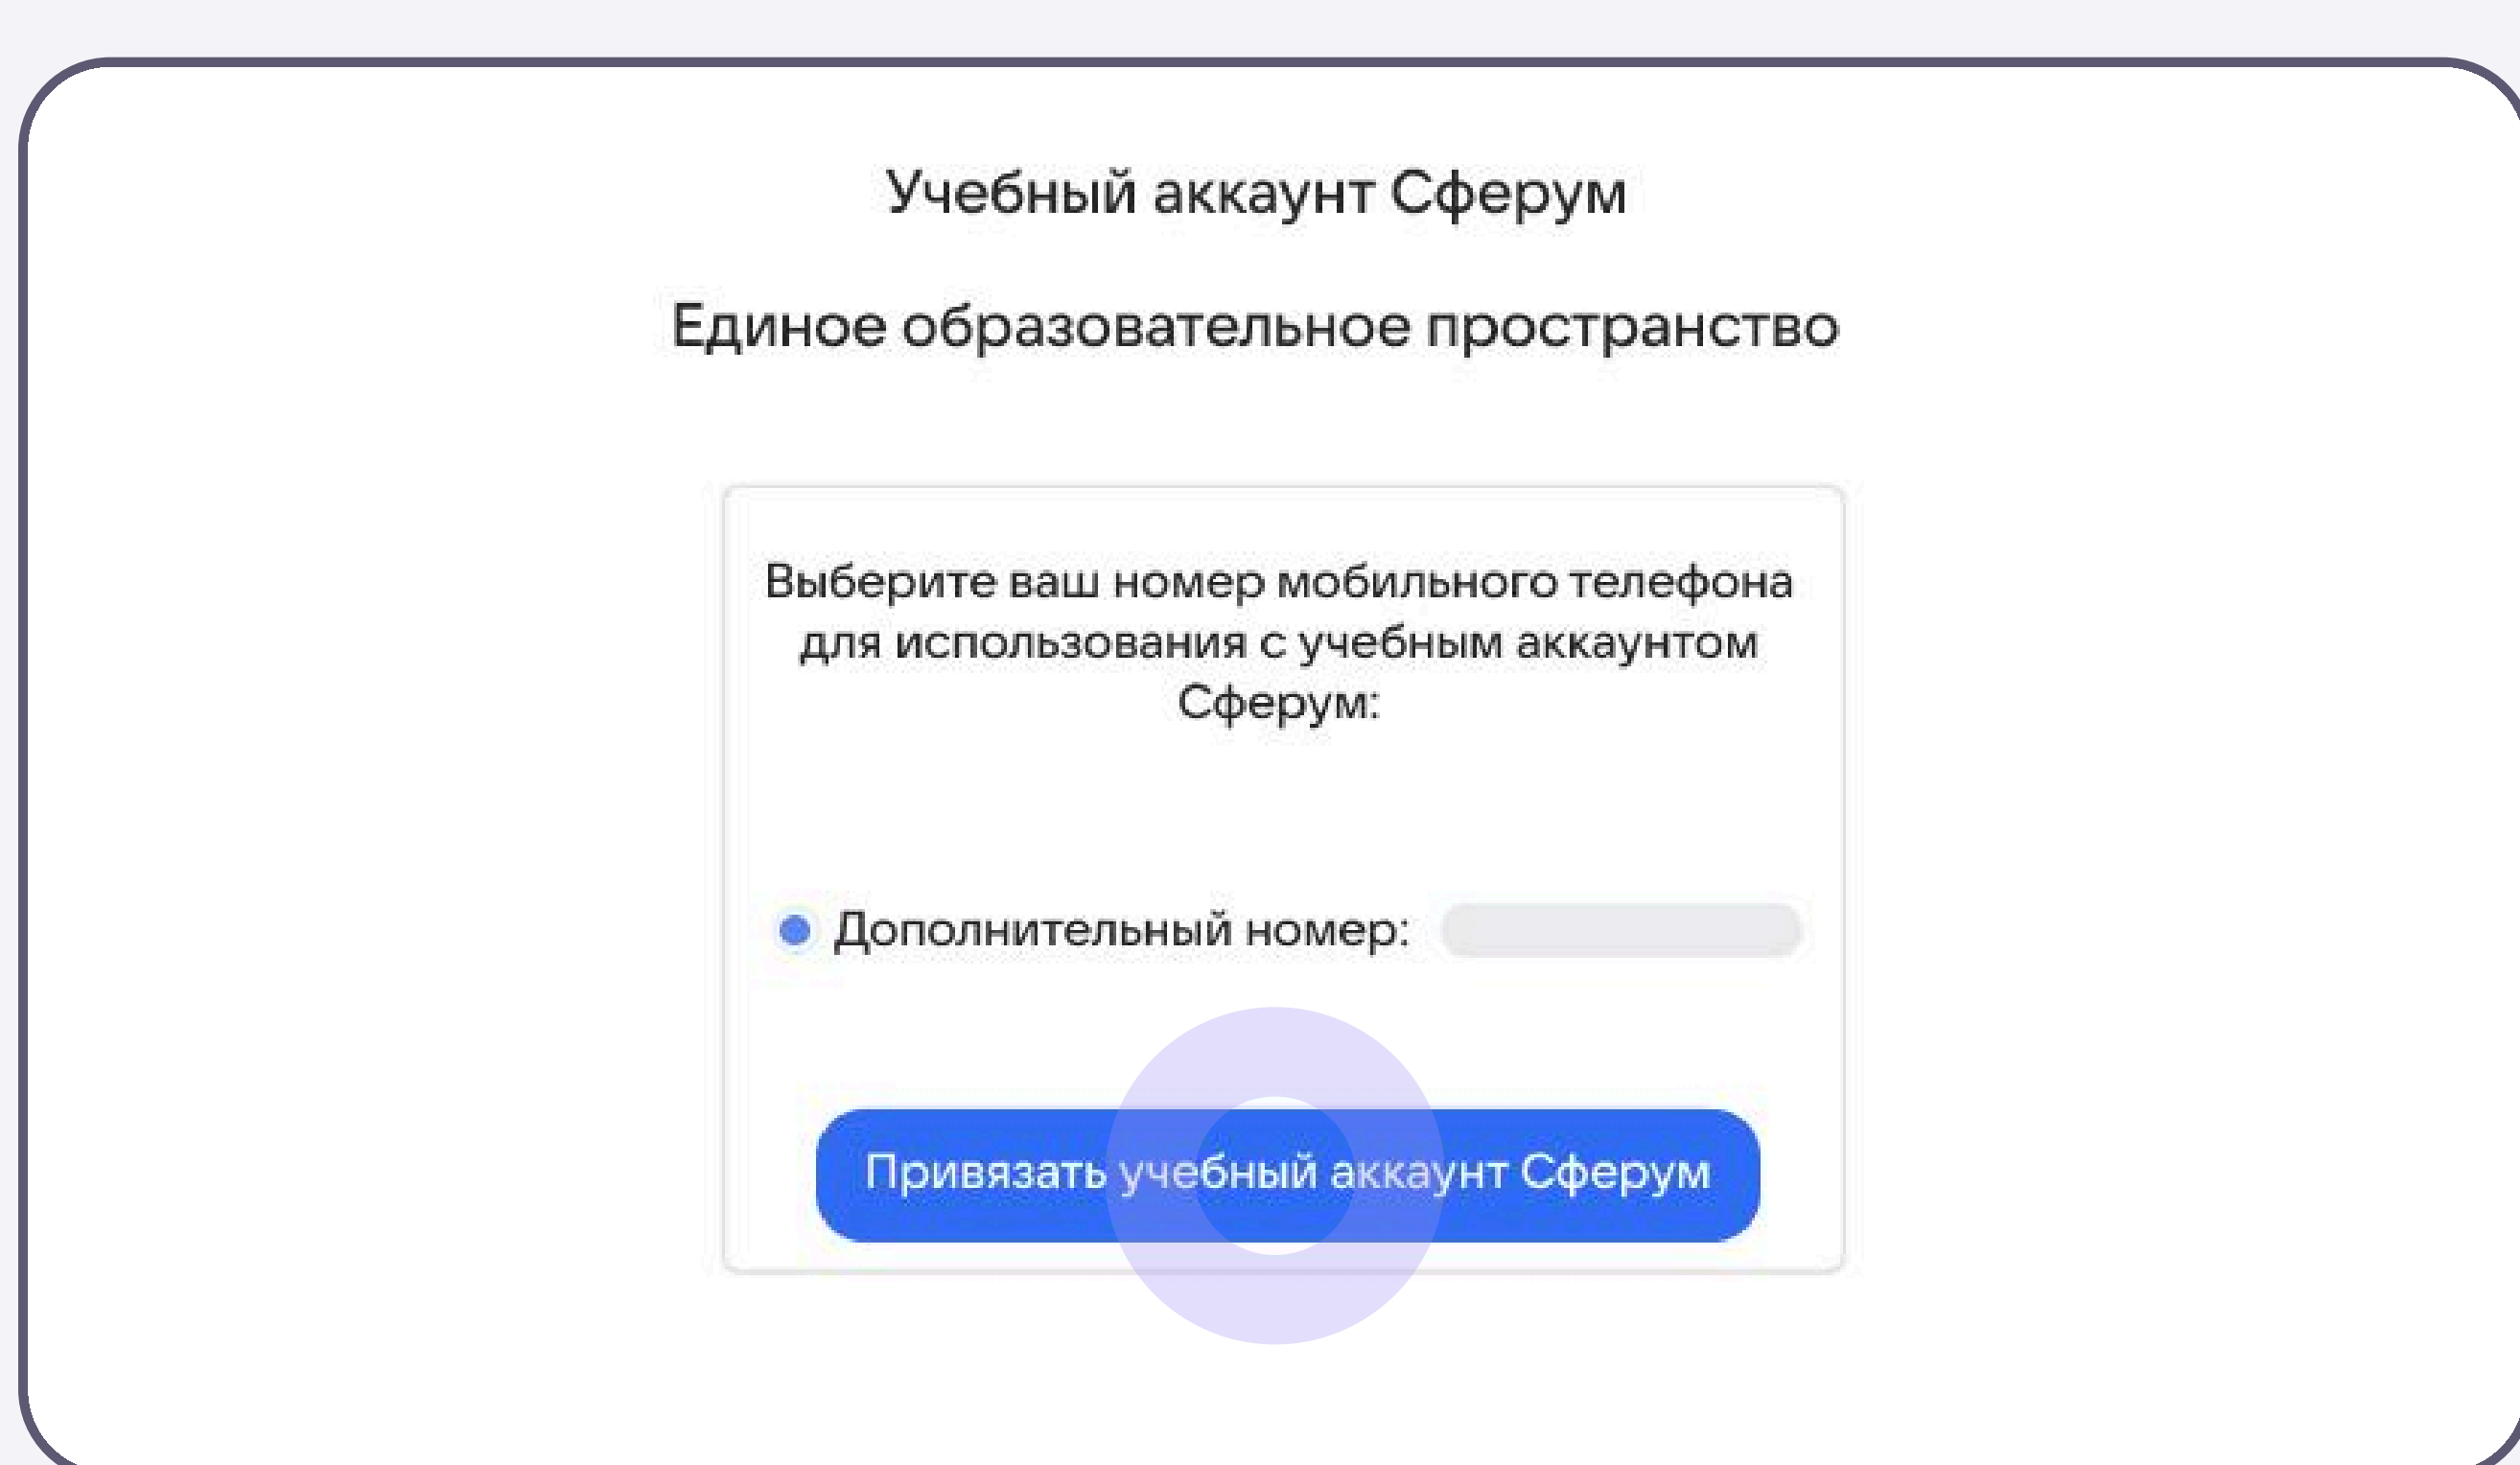 Учебный аккаунт Сферум
Единое образовательное пространство
Выберите ваш номер мобильного телефона
для использования с учебным аккаунтом
Сферум:
Дополнительный номер:
Привязать учебный аккаунт Сферум